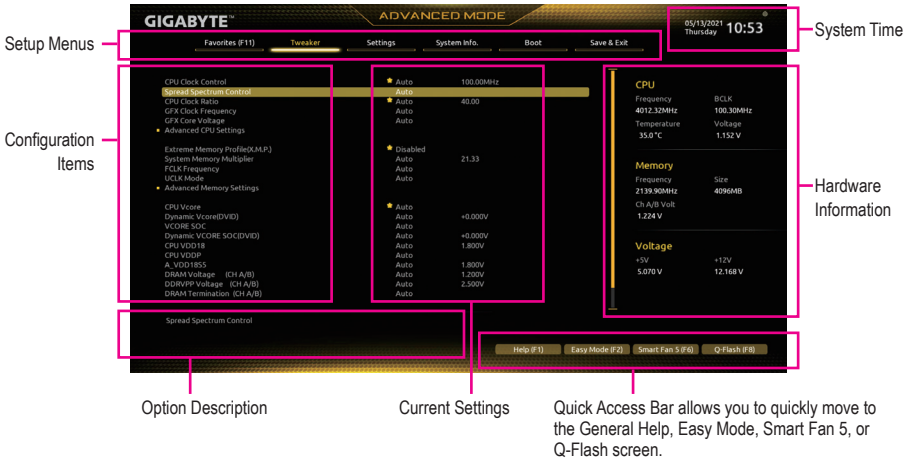 GIGABYTE™
ADVANCED MODE
05/13/2021
Thursday 10:53
System Time
Setup Menus
Favorites (F11) Tweaker Settings System Info. Boot Save & Exit
Configuration
Items
CPU Clock Control Auto 100.00MHz
Spread Spectrum Control Auto
CPU Clock Ratio Auto 40.00
GFX Clock Frequency Auto
GFX Core Voltage Auto
Advanced CPU Settings
Extreme Memory Profile(X.M.P.) Disabled
System Memory Multiplier Auto 21.33
FCLK Frequency Auto
UCLK Mode Auto
Advanced Memory Settings
CPU Vcore Auto
Dynamic Vcore(DVID) Auto +0.000V
VCORE SOC Auto
Dynamic VCORE SOC(DVID) Auto +0.000V
CPU VDD18 Auto 1.800V
CPU VDDP Auto
A_VDD18S5 Auto 1.800V
DRAM Voltage (CH A/B) Auto 1.200V
DDRVPP Voltage (CH A/B) Auto 2.500V
DRAM Termination (CH A/B) Auto
CPU
Frequency BCLK
4012.32MHz 100.30MHz
Temperature Voltage
35.0 °C 1.152 V
Memory
Frequency Size
2139.90MHz 4096MB
Ch A/B Volt
1.224 V
Voltage
+5V +12V
5.070 V 12.168 V
Hardware
Information
Spread Spectrum Control
Help (F1) Easy Mode (F2) Smart Fan 5 (F6) Q-Flash (F8)
Option Description
Current Settings
Quick Access Bar allows you to quickly move to
the General Help, Easy Mode, Smart Fan 5, or
Q-Flash screen.